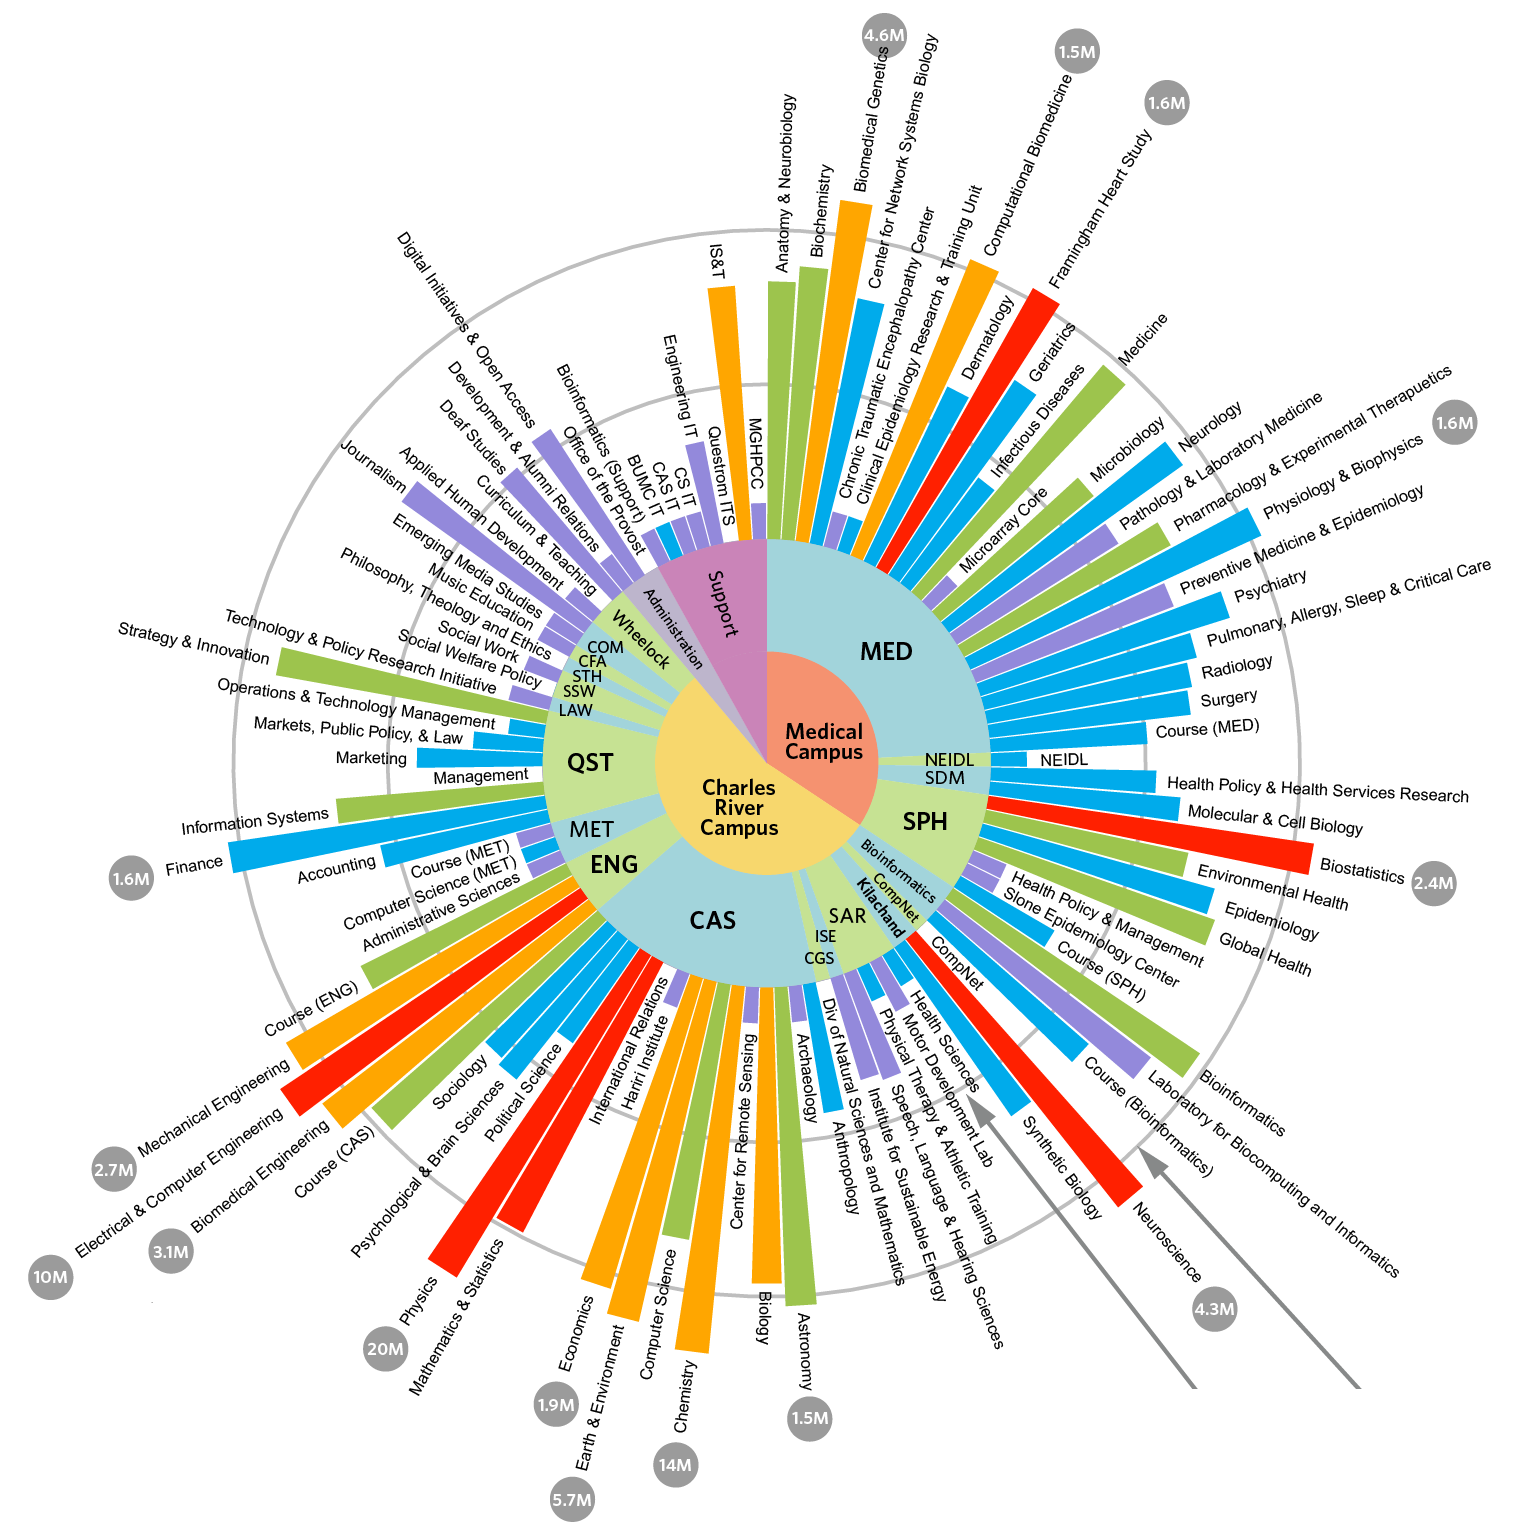 4.6M
1.5M
1.6M
Anatomy & Neurobiology
Biochemistry
Biomedical Genetics
Center for Network Systems Biology
Chronic Traumatic Encephalopathy Center
Clinical Epidemiology Research & Training Unit
Computational Biomedicine
Dermatology
Framingham Heart Study
Geriatrics
Infectious Diseases
Medicine
Microarray Core
Microbiology
Neurology
Pathology & Laboratory Medicine
Pharmacology & Experimental Therapuetics
Physiology & Biophysics
1.6M
Preventive Medicine & Epidemiology
Psychiatry
Pulmonary, Allergy, Sleep & Critical Care
Radiology
Surgery
Course (MED)
NEIDL
Health Policy & Health Services Research
Molecular & Cell Biology
Biostatistics
2.4M
Environmental Health
Epidemiology
Global Health
Health Policy & Management
Slone Epidemiology Center
Course (SPH)
Bioinformatics
Laboratory for Biocomputing and Informatics
Course (Bioinformatics)
CompNet
Neuroscience
4.3M
Synthetic Biology
Health Sciences
Motor Development Lab
Physical Therapy & Athletic Training
Speech, Language & Hearing Sciences
Institute for Sustainable Energy
Div of Natural Sciences and Mathematics
Anthropology
Archaeology
Astronomy
1.5M
Biology
Center for Remote Sensing
Chemistry
14M
Computer Science
Earth & Environment
5.7M
Economics
1.9M
Hariri Institute
International Relations
Mathematics & Statistics
Physics
20M
Political Science
Psychological & Brain Sciences
Sociology
Course (CAS)
Biomedical Engineering
3.1M
Electrical & Computer Engineering
10M
Mechanical Engineering
2.7M
Course (ENG)
Administrative Sciences
Computer Science (MET)
Course (MET)
Accounting
Finance
1.6M
Information Systems
Management
Marketing
Markets, Public Policy, & Law
Operations & Technology Management
Strategy & Innovation
Technology & Policy Research Initiative
Social Welfare Policy
Social Work
Philosophy, Theology and Ethics
Music Education
Emerging Media Studies
Journalism
Applied Human Development
Curriculum & Teaching
Deaf Studies
Development & Alumni Relations
Digital Initiatives & Open Access
Office of the Provost
Bioinformatics (Support)
BUMC IT
CAS IT
CS IT
Engineering IT
Questrom ITS
IS&T
MGHPCC
Support
Administration
Wheelock
COM
CFA
STH
SSW
LAW
QST
MET
ENG
CAS
CGS
ISE
SAR
Kilachand
CompNet
Bioinformatics
SPH
SDM
NEIDL
MED
Medical
Campus
Charles
River
Campus